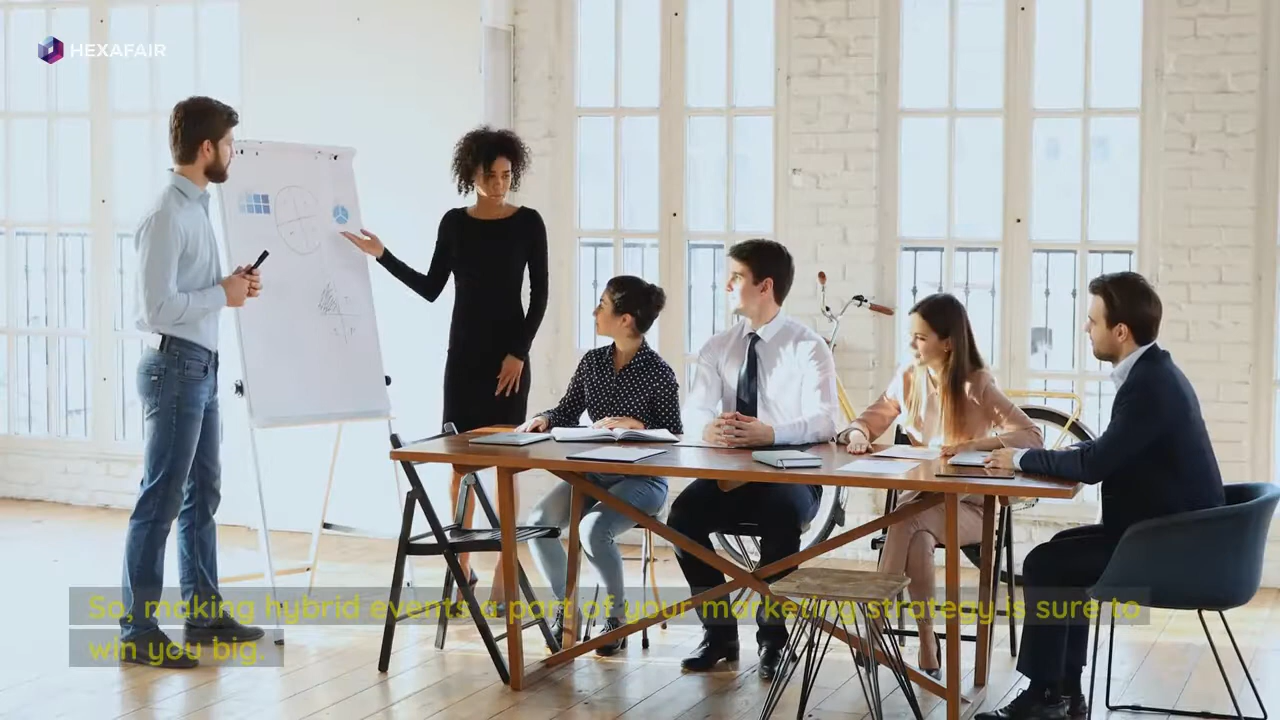 HEXAFAIR
So, making hybrid events a part of your marketing strategy is sure to
win you big.